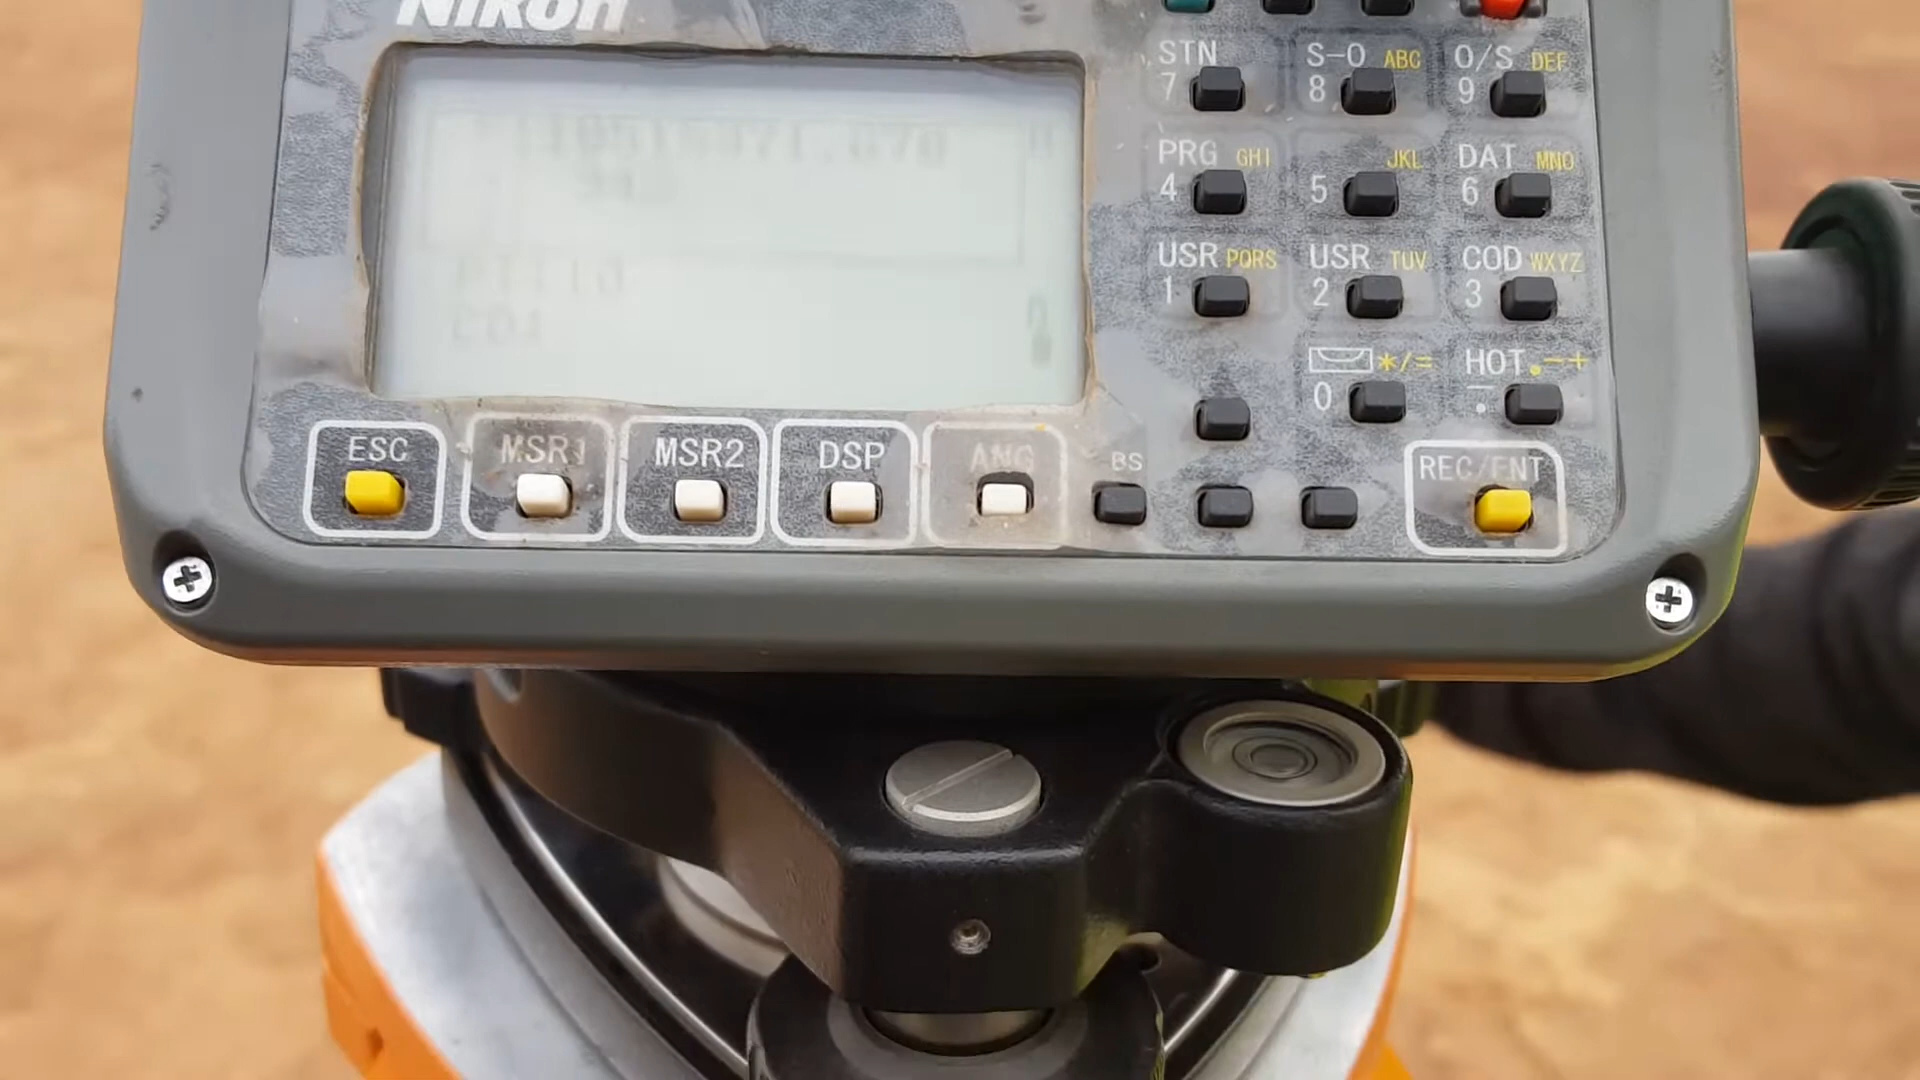 Nikon
STN 7 S-O ABC 8 O/S DEF 9
PRG GHI 4 JKL 5 DAT MNO 6
USR PQRS 1 USR TUV 2 COD WXYZ 3
*/= 0 HOT .-+ - .
ESC MSR1 MSR2 DSP ANG BS REC/ENT